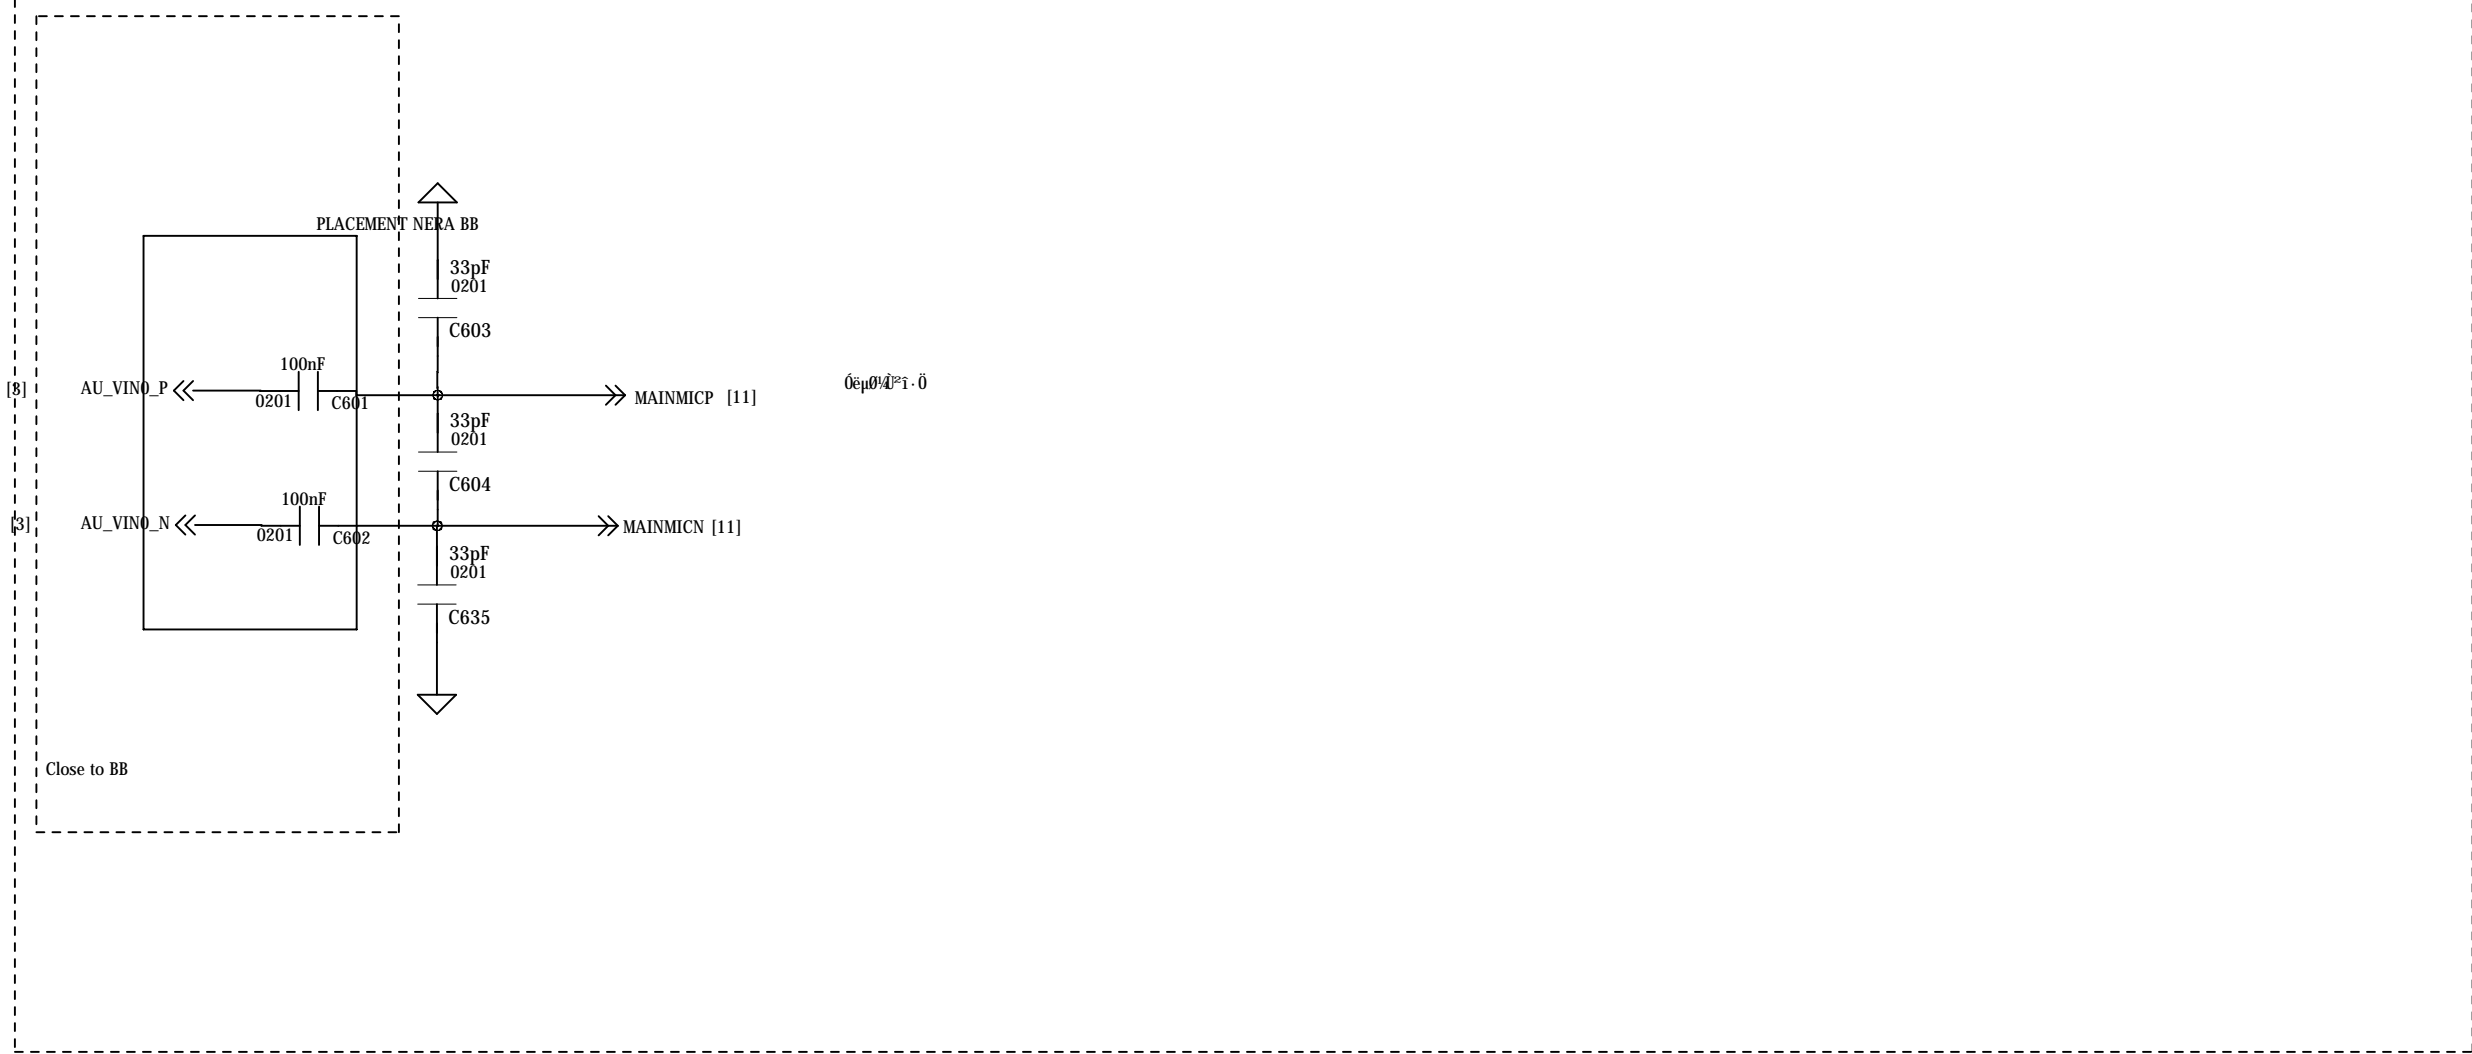 PLACEMENT NERA BB
33pF
0201
C603
100nF
[3] AU_VIN0_P
0201 C601
MAINMICP [11]
33pF
0201
C604
100nF
[3] AU_VIN0_N
0201 C602
MAINMICN [11]
33pF
0201
C635
Close to BB